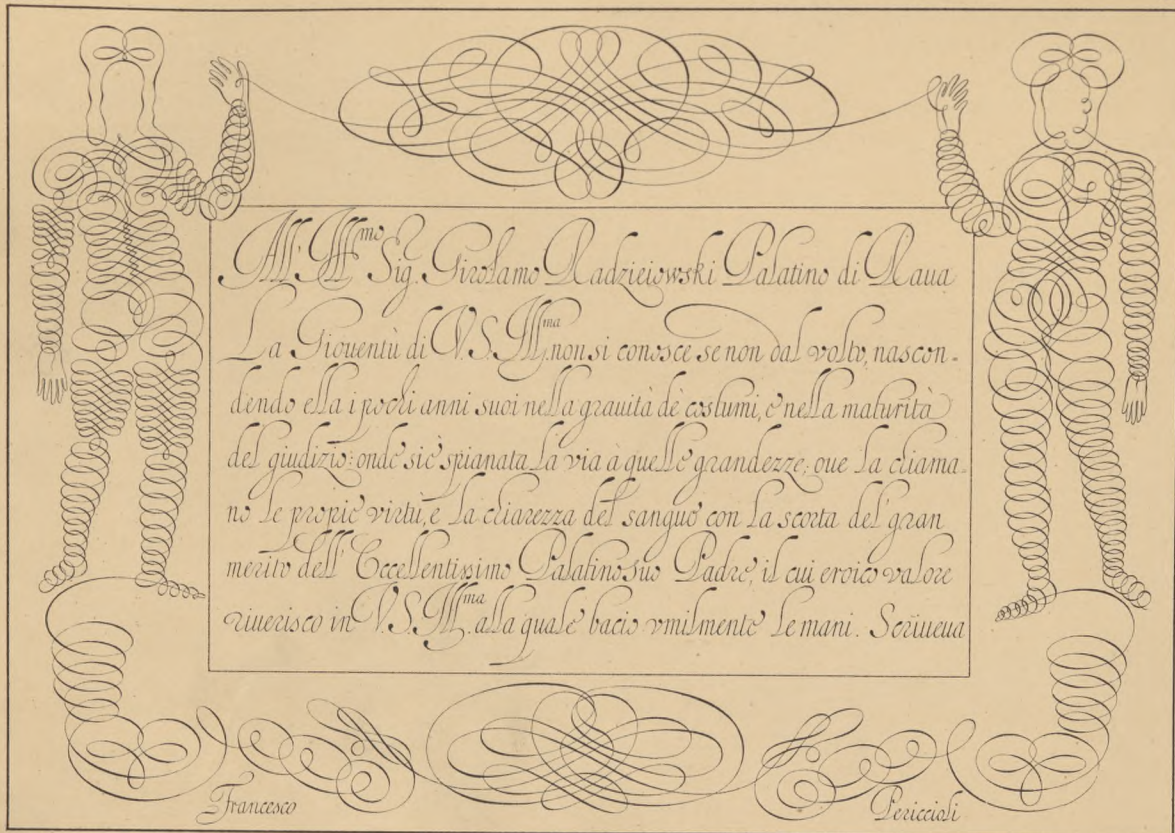 All' Ill.mo Sig.r Girolamo Radzieiowski Palatino di Raua
La Giouentù di V.S. Ill.ma non si conosce se non dal volto, nascon-
dendo ella i pochi anni suoi nella grauità de costumi, e nella maturità
del giudizio: onde si è spianata la via à quelle grandezze, oue la chiama-
no le propie virtù, e la chiarezza del sangue con la scorta del gran
merito dell' Eccellentissimo Palatino suo Padre, il cui eroico valore
riuerisco in V.S. Ill.ma alla quale bacio vmilmente le mani. Scriueua
Francesco Periccioli